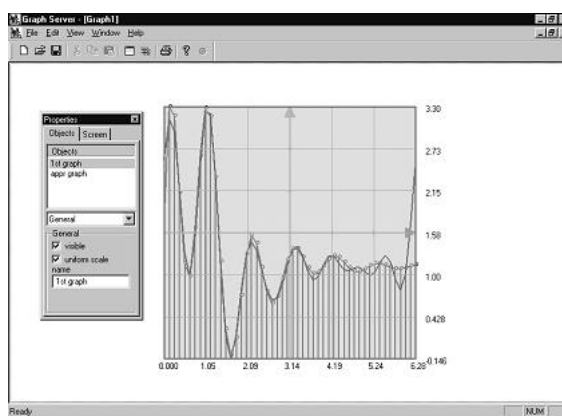 Graph Server - [Graph1]
File Edit View Window Help
Properties
Objects Screen
Objects
1st graph
appr graph
General
General
visible
uniform scale
name
1st graph
3.30
2.73
2.15
1.58
1.00
0.428
-0.146
0.000 1.05 2.09 3.14 4.19 5.24 6.28
Ready NUM